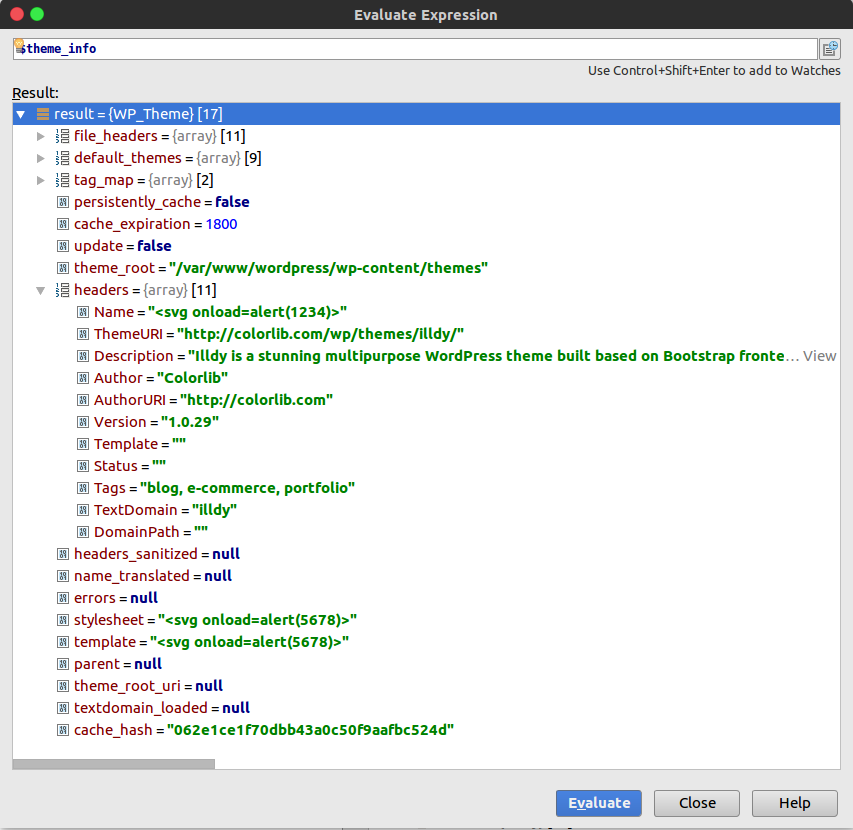 Evaluate Expression
$theme_info
Use Control+Shift+Enter to add to Watches
Result:
result = {WP_Theme} [17]
file_headers = {array} [11]
default_themes = {array} [9]
tag_map = {array} [2]
persistently_cache = false
cache_expiration = 1800
update = false
theme_root = "/var/www/wordpress/wp-content/themes"
headers = {array} [11]
Name = "<svg onload=alert(1234)>"
ThemeURI = "http://colorlib.com/wp/themes/illdy/"
Description = "Illdy is a stunning multipurpose WordPress theme built based on Bootstrap fronte... View
Author = "Colorlib"
AuthorURI = "http://colorlib.com"
Version = "1.0.29"
Template = ""
Status = ""
Tags = "blog, e-commerce, portfolio"
TextDomain = "illdy"
DomainPath = ""
headers_sanitized = null
name_translated = null
errors = null
stylesheet = "<svg onload=alert(5678)>"
template = "<svg onload=alert(5678)>"
parent = null
theme_root_uri = null
textdomain_loaded = null
cache_hash = "062e1ce1f70dbb43a0c50f9aafbc524d"
Evaluate Close Help